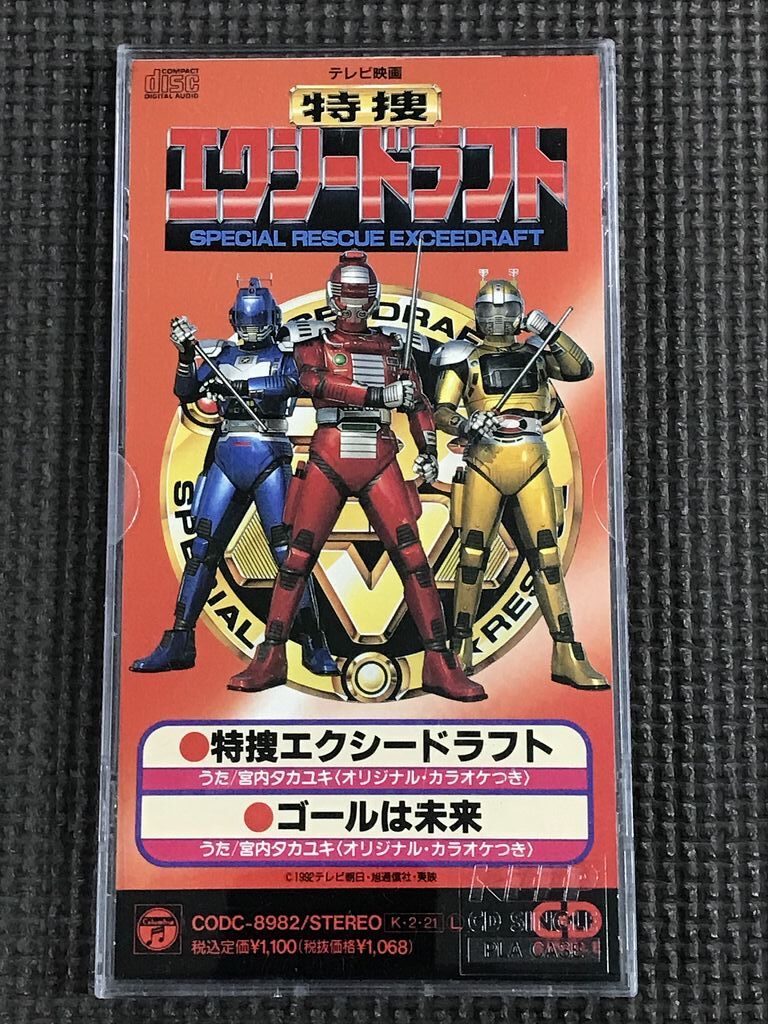 COMPACT
disc
DIGITAL AUDIO
テレビ映画
特捜
エクシードラフト
SPECIAL RESCUE EXCEEDRAFT
●特捜エクシードラフト
うた/宮内タカユキ〈オリジナル・カラオケつき〉
●ゴールは未来
うた/宮内タカユキ〈オリジナル・カラオケつき〉
©1992テレビ朝日・旭通信社・東映
Columbia
CODC-8982/STEREO K・2・21 L
税込定価¥1,100(税抜価格¥1,068)
CD SINGLE
PLA CASE